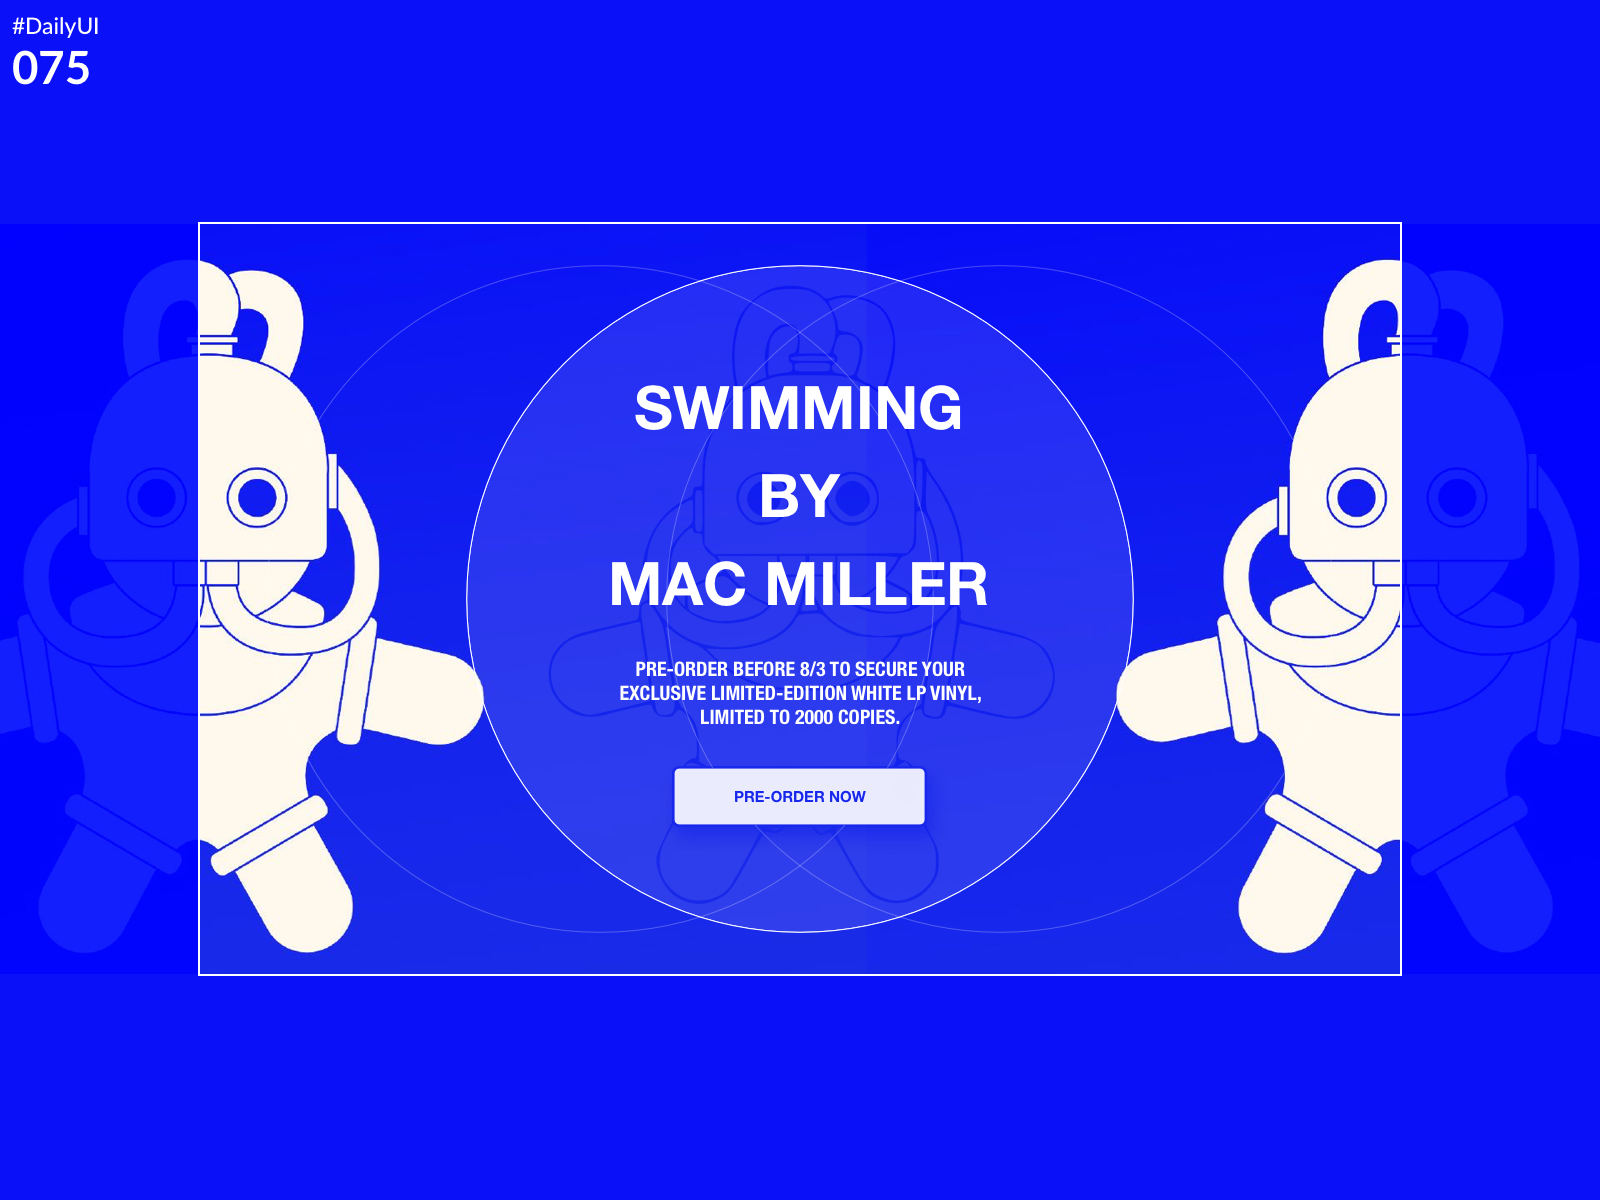 #DailyUI
075
SWIMMING
BY
MAC MILLER
PRE-ORDER BEFORE 8/3 TO SECURE YOUR
EXCLUSIVE LIMITED-EDITION WHITE LP VINYL,
LIMITED TO 2000 COPIES.
PRE-ORDER NOW